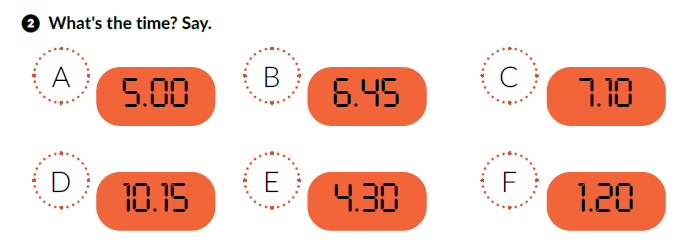 2 What's the time? Say.
A 5.00 B 6.45 C 7.10
D 10.15 E 4.30 F 1.20